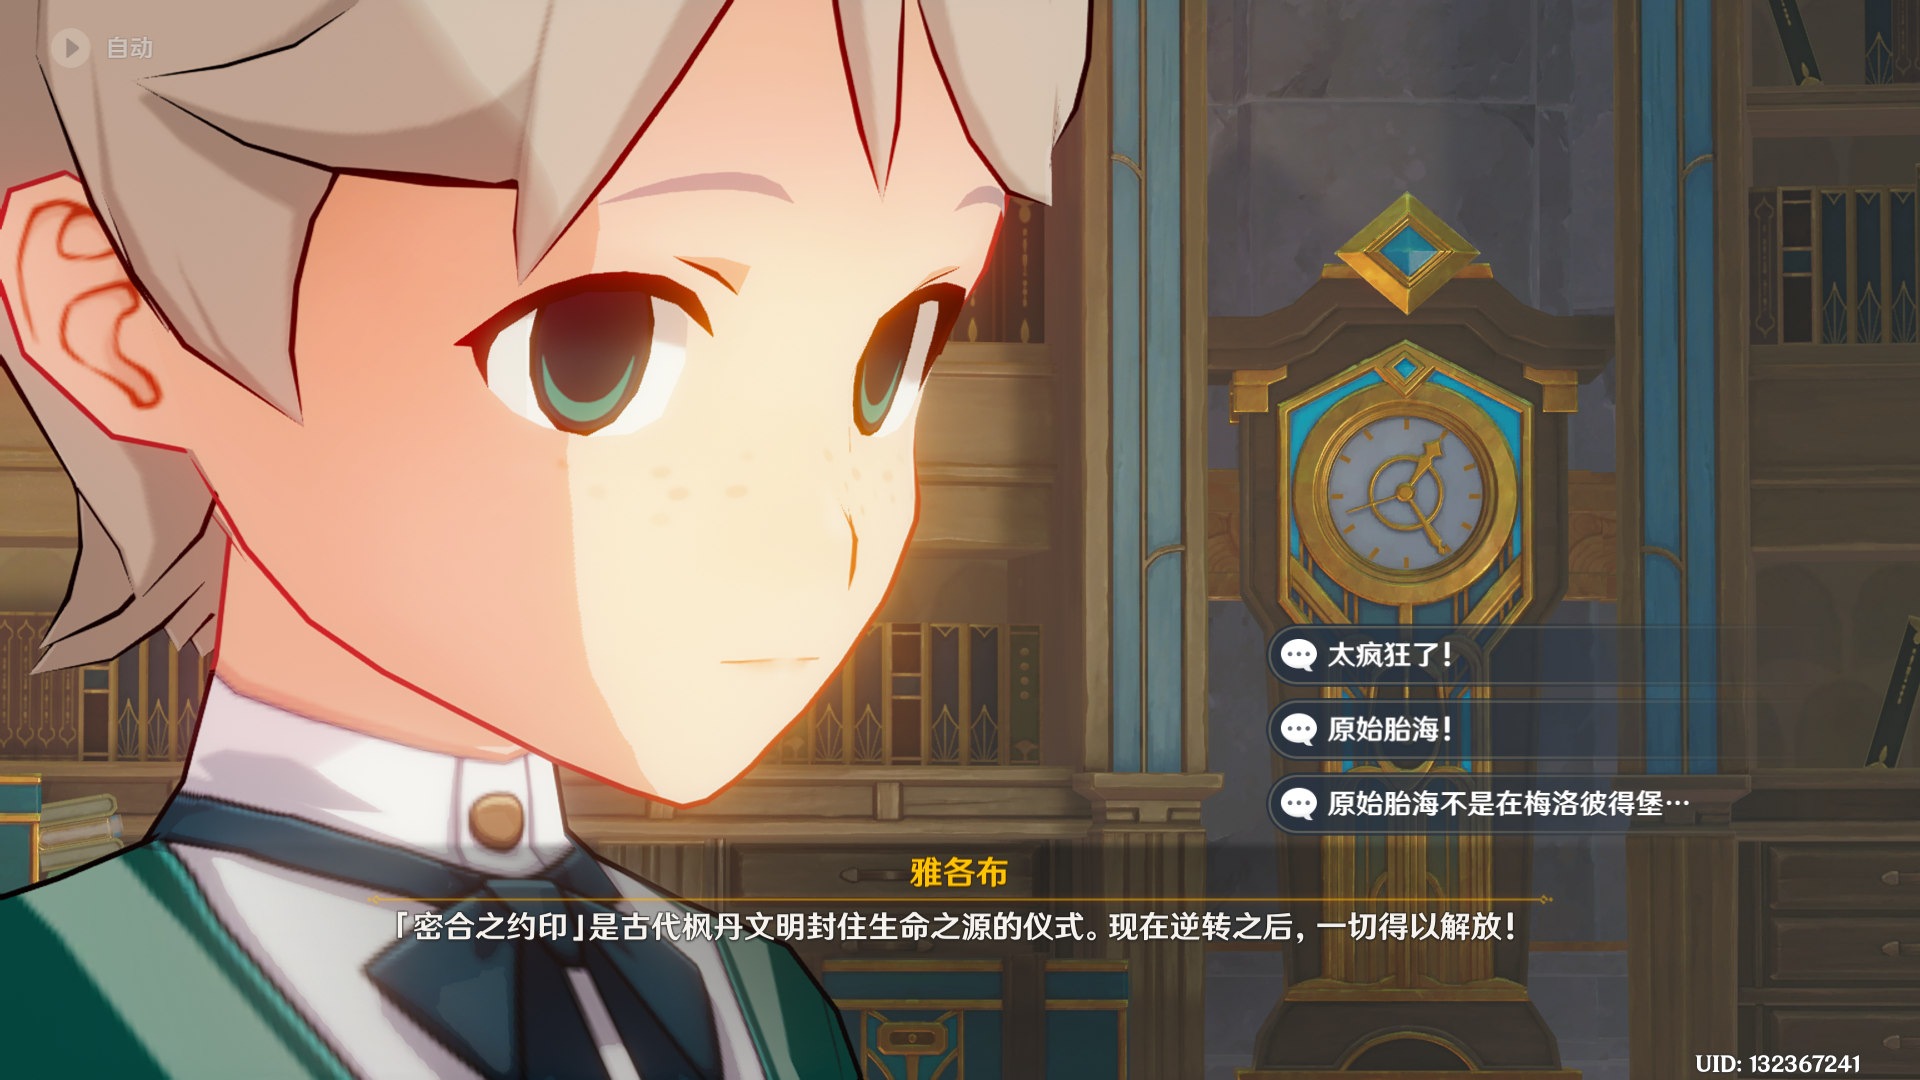 自动
太疯狂了！
原始胎海！
原始胎海不是在梅洛彼得堡…
雅各布
「密合之约印」是古代枫丹文明封住生命之源的仪式。现在逆转之后，一切得以解放！
UID: 132367241